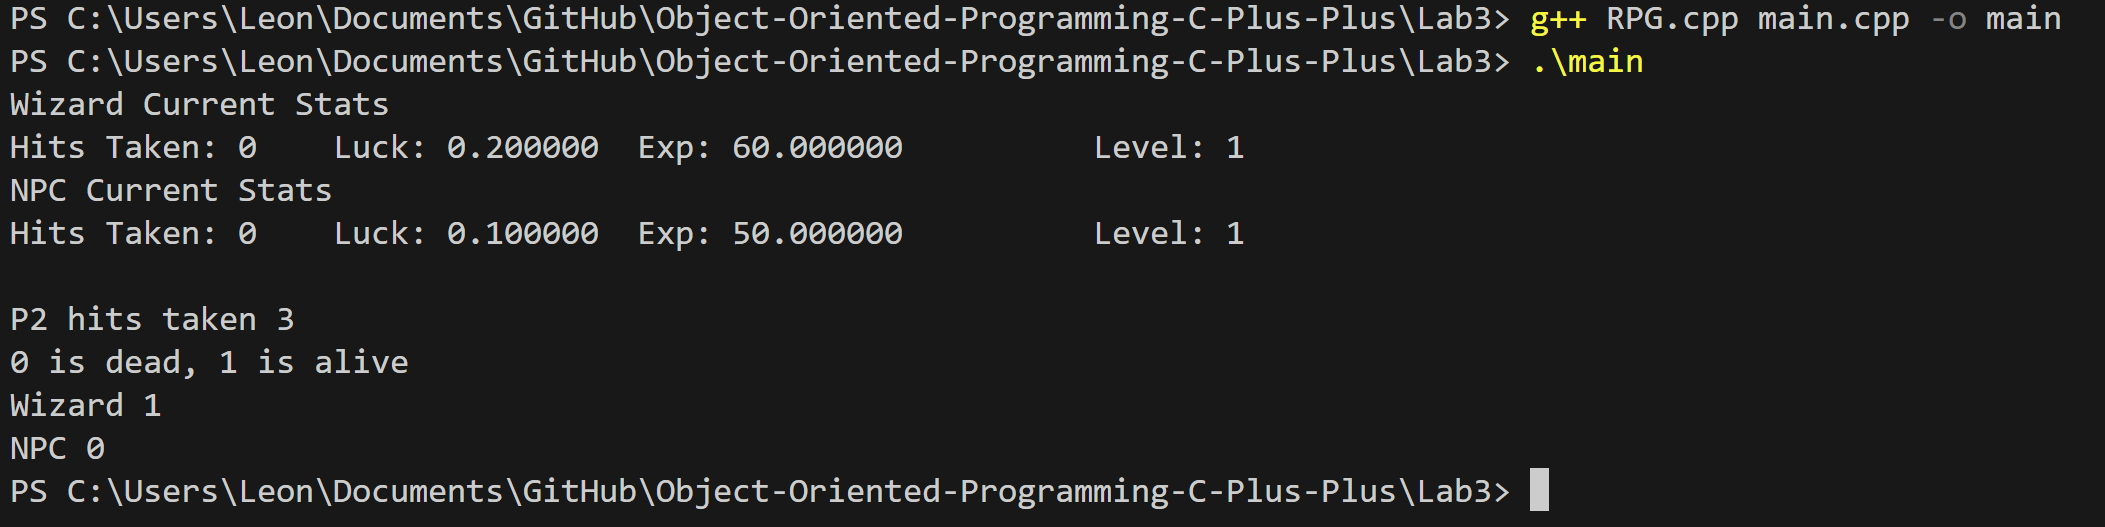 PS C:\Users\Leon\Documents\GitHub\Object-Oriented-Programming-C-Plus-Plus\Lab3> g++ RPG.cpp main.cpp -o main
PS C:\Users\Leon\Documents\GitHub\Object-Oriented-Programming-C-Plus-Plus\Lab3> .\main
Wizard Current Stats
Hits Taken: 0    Luck: 0.200000  Exp: 60.000000          Level: 1
NPC Current Stats
Hits Taken: 0    Luck: 0.100000  Exp: 50.000000          Level: 1

P2 hits taken 3
0 is dead, 1 is alive
Wizard 1
NPC 0
PS C:\Users\Leon\Documents\GitHub\Object-Oriented-Programming-C-Plus-Plus\Lab3>